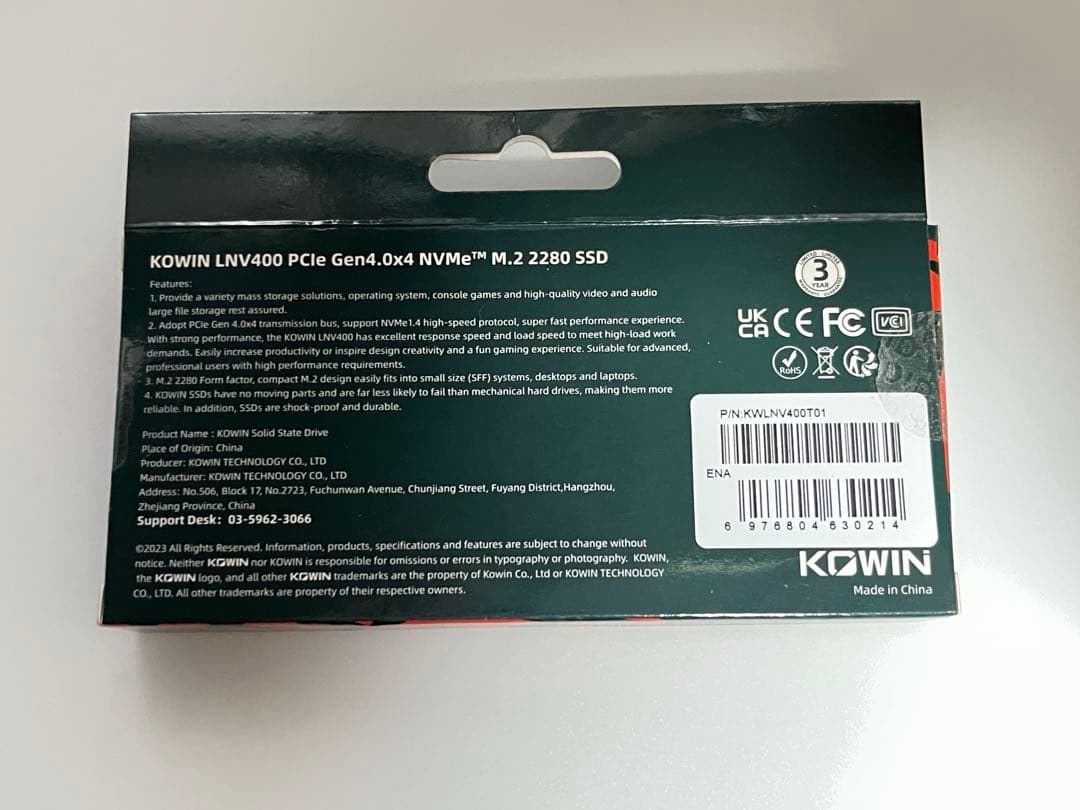 KOWIN LNV400 PCIe Gen4.0x4 NVMe™ M.2 2280 SSD
Features:
1. Provide a variety mass storage solutions, operating system, console games and high-quality video and audio
large file storage rest assured.
2. Adopt PCIe Gen 4.0x4 transmission bus, support NVMe1.4 high-speed protocol, super fast performance experience.
With strong performance, the KOWIN LNV400 has excellent response speed and load speed to meet high-load work
demands. Easily increase productivity or inspire design creativity and a fun gaming experience. Suitable for advanced,
professional users with high performance requirements.
3. M.2 2280 Form factor, compact M.2 design easily fits into small size (SFF) systems, desktops and laptops.
4. KOWIN SSDs have no moving parts and are far less likely to fail than mechanical hard drives, making them more
reliable. In addition, SSDs are shock-proof and durable.
Product Name : KOWIN Solid State Drive
Place of Origin: China
Producer: KOWIN TECHNOLOGY CO., LTD
Manufacturer: KOWIN TECHNOLOGY CO., LTD
Address: No.506, Block 17, No.2723, Fuchunwan Avenue, Chunjiang Street, Fuyang District,Hangzhou,
Zhejiang Province, China
Support Desk: 03-5962-3066
©2023 All Rights Reserved. Information, products, specifications and features are subject to change without
notice. Neither KOWIN nor KOWIN is responsible for omissions or errors in typography or photography. KOWIN,
the KOWIN logo, and all other KOWIN trademarks are the property of Kowin Co., Ltd or KOWIN TECHNOLOGY
CO., LTD. All other trademarks are property of their respective owners.
LIMITED
3
YEAR
UK
CA CE FC VCCI
RoHS
P/N:KWLNV400T01
ENA
6 976804 630214
KOWIN
Made in China